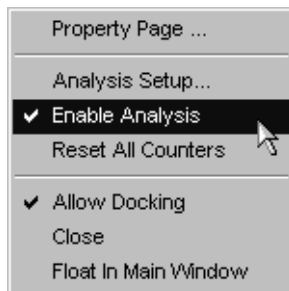 Property Page ...
Analysis Setup...
Enable Analysis
Reset All Counters
Allow Docking
Close
Float In Main Window